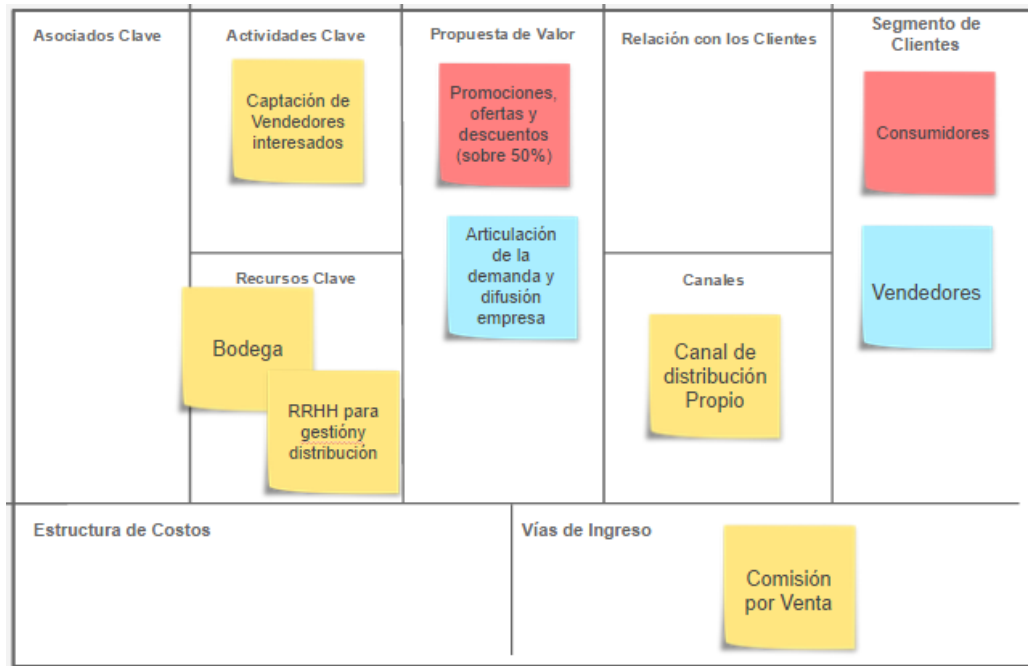 Asociados Clave
Actividades Clave
Captación de
Vendedores
interesados
Recursos Clave
Bodega
RRHH para
gestióny
distribución
Propuesta de Valor
Promociones,
ofertas y
descuentos
(sobre 50%)
Articulación
de la
demanda y
difusión
empresa
Relación con los Clientes
Canales
Canal de
distribución
Propio
Segmento de
Clientes
Consumidores
Vendedores
Estructura de Costos
Vías de Ingreso
Comisión
por Venta